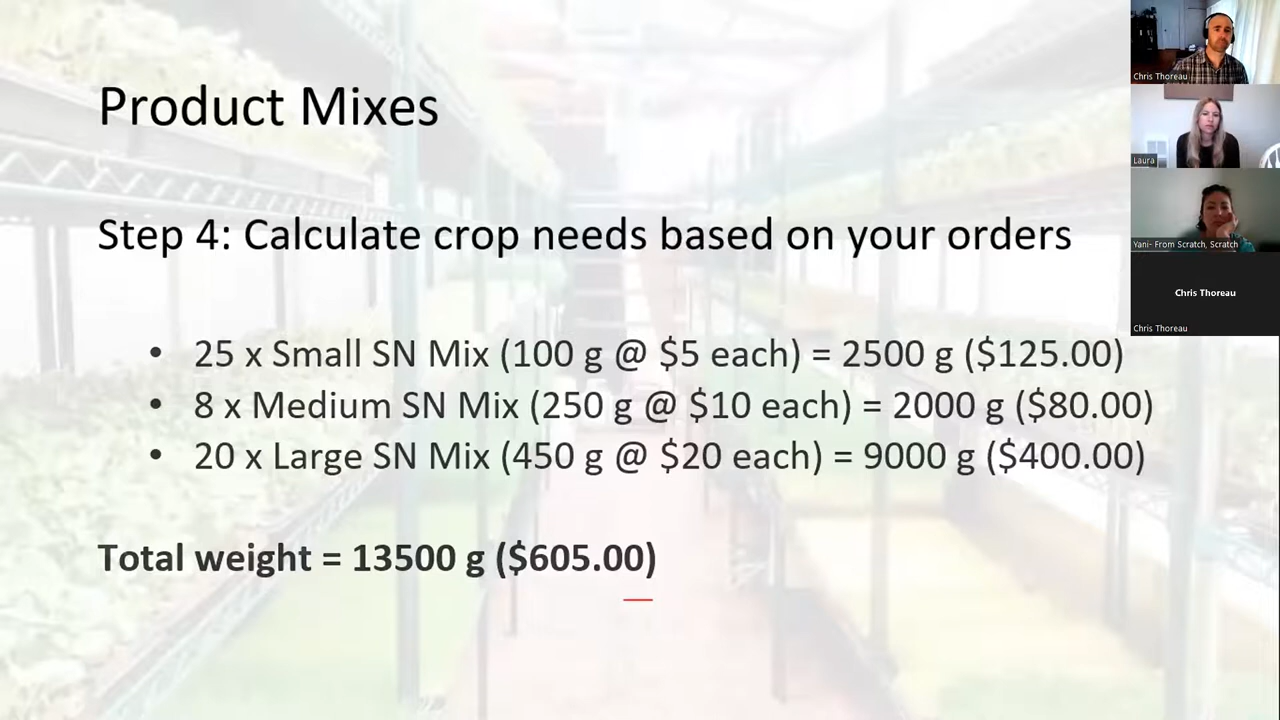 Product Mixes
Step 4: Calculate crop needs based on your orders
• 25 x Small SN Mix (100 g @ $5 each) = 2500 g ($125.00)
• 8 x Medium SN Mix (250 g @ $10 each) = 2000 g ($80.00)
• 20 x Large SN Mix (450 g @ $20 each) = 9000 g ($400.00)
Total weight = 13500 g ($605.00)
Chris Thoreau
Laura
Yani- From Scratch, Scratch
Chris Thoreau
Chris Thoreau